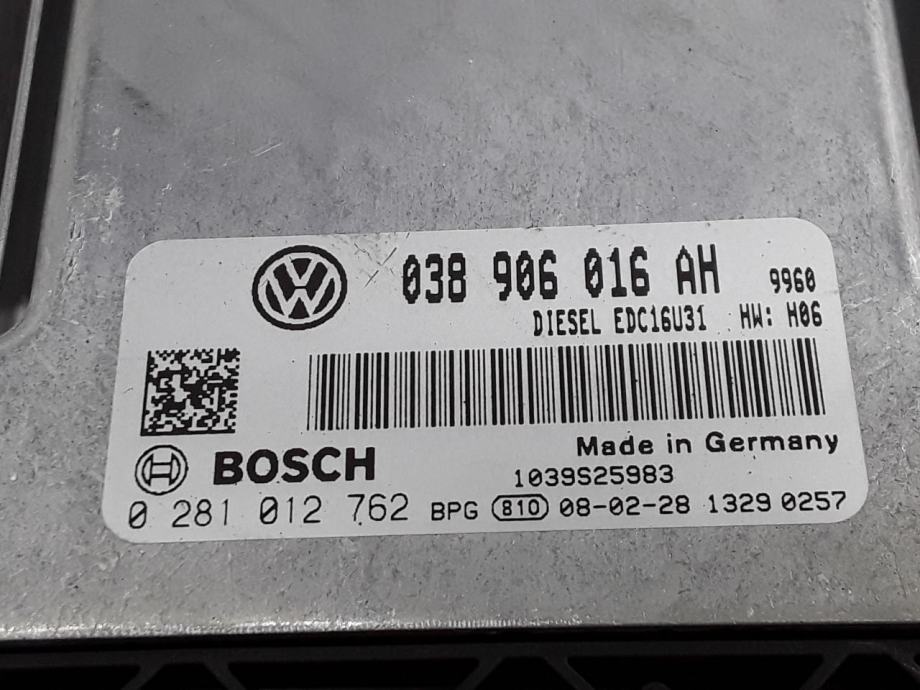 038 906 016 AH 9960
DIESEL EDC16U31 HW: H06
Made in Germany
BOSCH 1039S25983
0 281 012 762 BPG 810 08-02-28 1329 0257